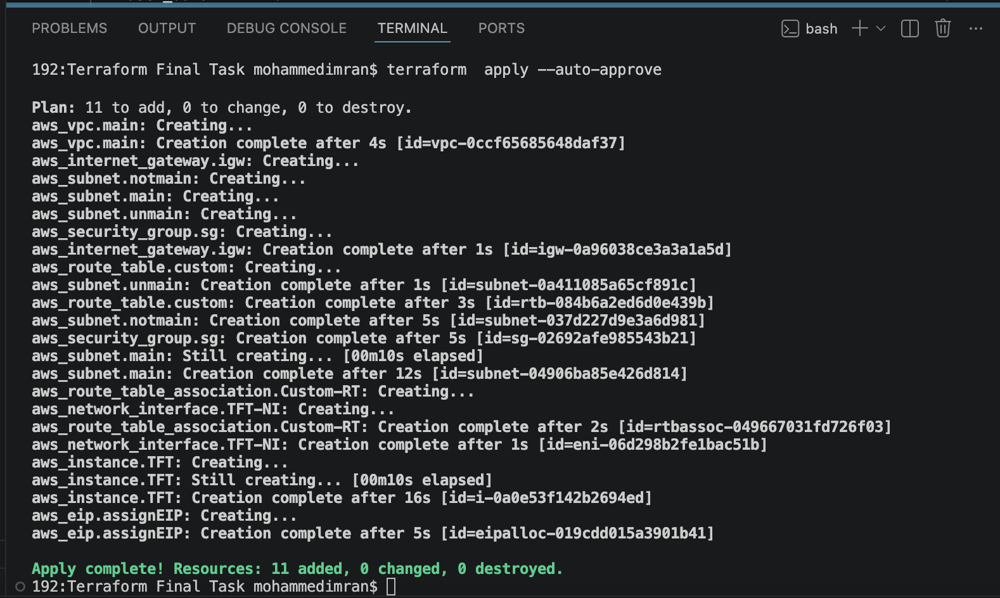 PROBLEMS OUTPUT DEBUG CONSOLE TERMINAL PORTS bash
192:Terraform Final Task mohammedimran$ terraform  apply --auto-approve
Plan: 11 to add, 0 to change, 0 to destroy.
aws_vpc.main: Creating...
aws_vpc.main: Creation complete after 4s [id=vpc-0ccf65685648daf37]
aws_internet_gateway.igw: Creating...
aws_subnet.notmain: Creating...
aws_subnet.main: Creating...
aws_subnet.unmain: Creating...
aws_security_group.sg: Creating...
aws_internet_gateway.igw: Creation complete after 1s [id=igw-0a96038ce3a3a1a5d]
aws_route_table.custom: Creating...
aws_subnet.unmain: Creation complete after 1s [id=subnet-0a411085a65cf891c]
aws_route_table.custom: Creation complete after 3s [id=rtb-084b6a2ed6d0e439b]
aws_subnet.notmain: Creation complete after 5s [id=subnet-037d227d9e3a6d981]
aws_security_group.sg: Creation complete after 5s [id=sg-02692afe985543b21]
aws_subnet.main: Still creating... [00m10s elapsed]
aws_subnet.main: Creation complete after 12s [id=subnet-04906ba85e426d814]
aws_route_table_association.Custom-RT: Creating...
aws_network_interface.TFT-NI: Creating...
aws_route_table_association.Custom-RT: Creation complete after 2s [id=rtbassoc-049667031fd726f03]
aws_network_interface.TFT-NI: Creation complete after 1s [id=eni-06d298b2fe1bac51b]
aws_instance.TFT: Creating...
aws_instance.TFT: Still creating... [00m10s elapsed]
aws_instance.TFT: Creation complete after 16s [id=i-0a0e53f142b2694ed]
aws_eip.assignEIP: Creating...
aws_eip.assignEIP: Creation complete after 5s [id=eipalloc-019cdd015a3901b41]
Apply complete! Resources: 11 added, 0 changed, 0 destroyed.
192:Terraform Final Task mohammedimran$